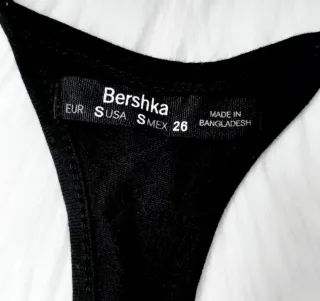 Bershka
EUR S USA S MEX 26
MADE IN
BANGLADESH